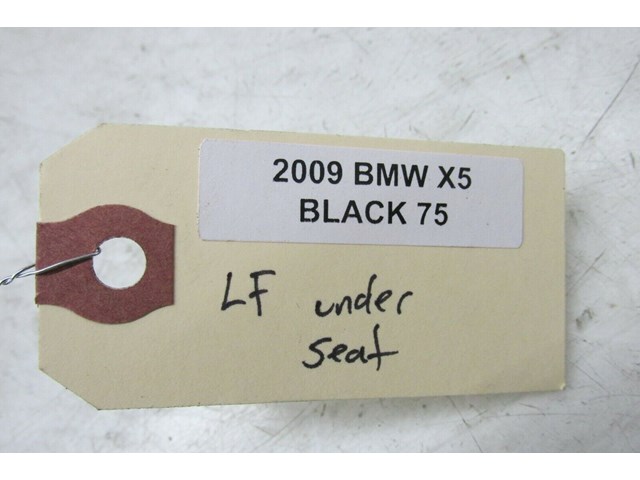 2009 BMW X5
BLACK 75
LF under
seat